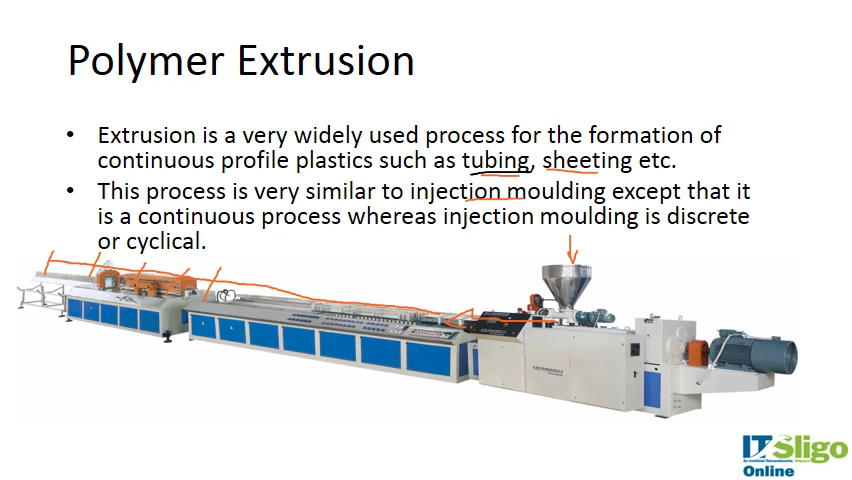 Polymer Extrusion
• Extrusion is a very widely used process for the formation of
continuous profile plastics such as tubing, sheeting etc.
• This process is very similar to injection moulding except that it
is a continuous process whereas injection moulding is discrete
or cyclical.
IT Sligo
Online